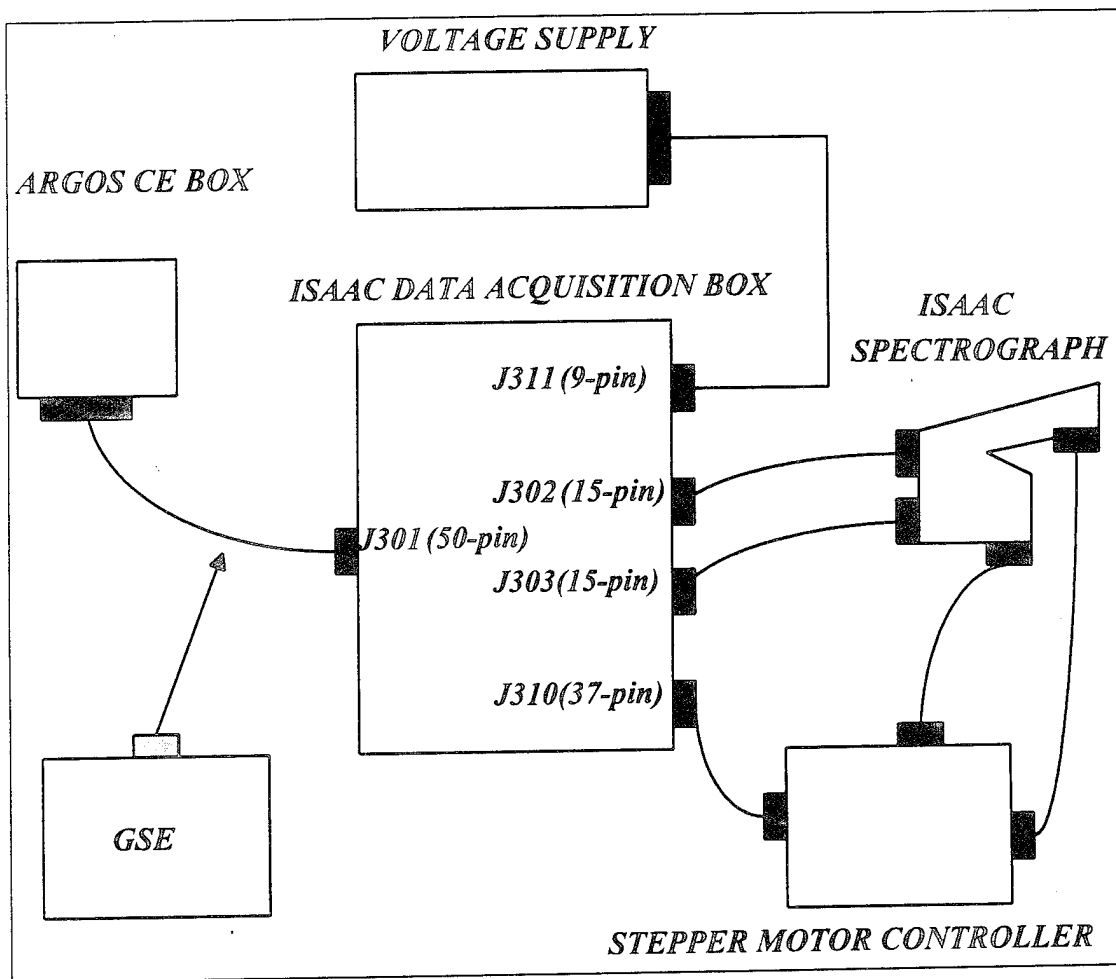 VOLTAGE SUPPLY
ARGOS CE BOX
ISAAC DATA ACQUISITION BOX
ISAAC
SPECTROGRAPH
J311 (9-pin)
J302 (15-pin)
J301 (50-pin)
J303 (15-pin)
J310 (37-pin)
GSE
STEPPER MOTOR CONTROLLER